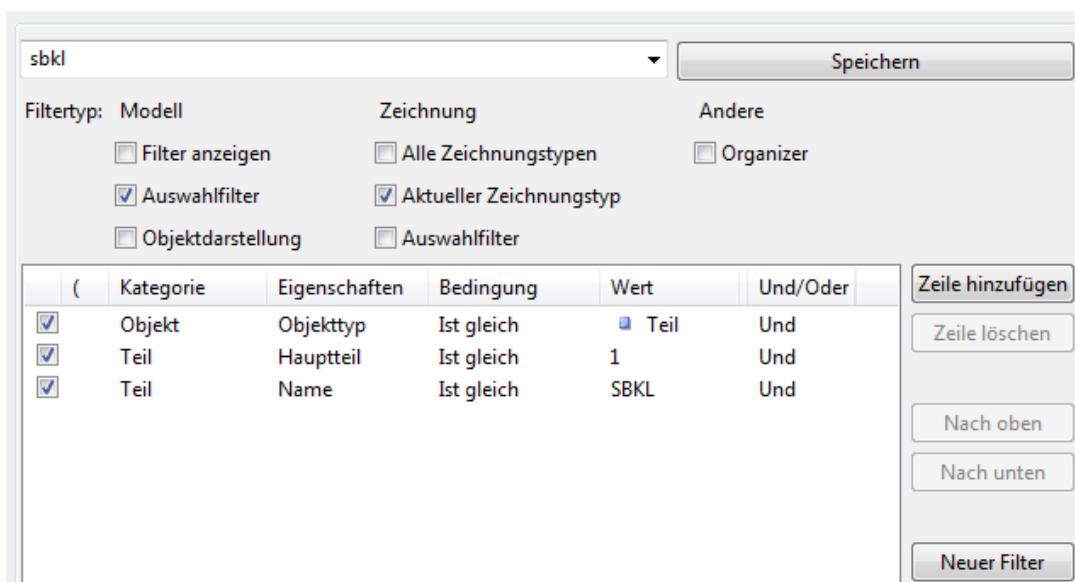 sbkl Speichern
Filtertyp: Modell Zeichnung Andere
Filter anzeigen Alle Zeichnungstypen Organizer
Auswahlfilter Aktueller Zeichnungstyp
Objektdarstellung Auswahlfilter
( Kategorie Eigenschaften Bedingung Wert Und/Oder Zeile hinzufügen
Objekt Objekttyp Ist gleich Teil Und Zeile löschen
Teil Hauptteil Ist gleich 1 Und
Teil Name Ist gleich SBKL Und
Nach oben
Nach unten
Neuer Filter